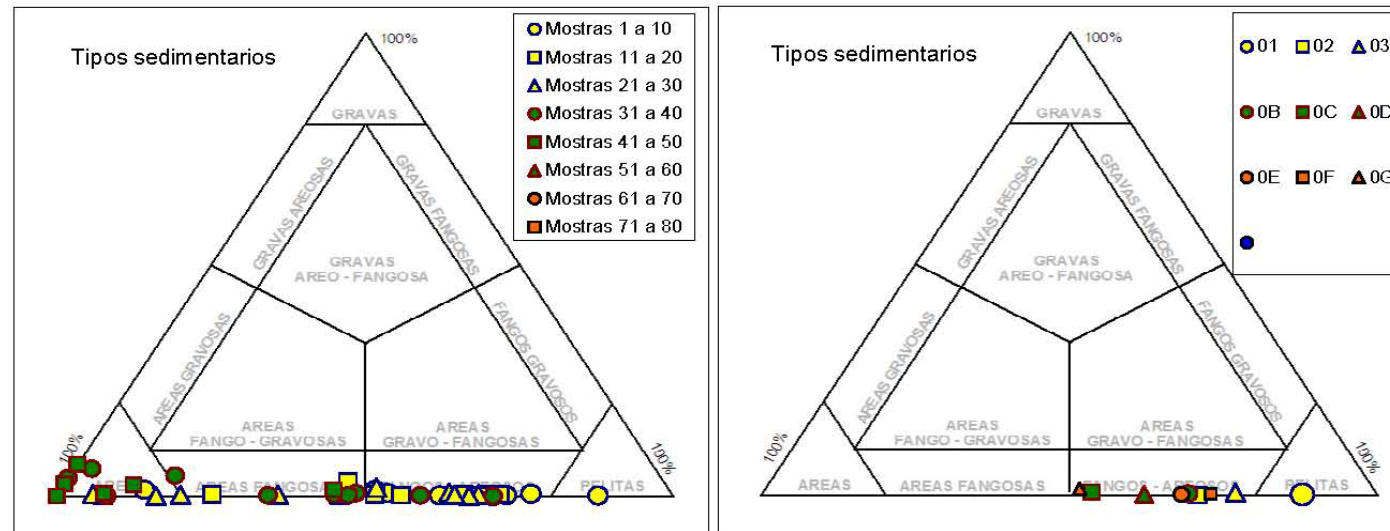 Tipos sedimentarios
100%
Mostras 1 a 10
Mostras 11 a 20
Mostras 21 a 30
Mostras 31 a 40
Mostras 41 a 50
Mostras 51 a 60
Mostras 61 a 70
Mostras 71 a 80
GRAVAS
GRAVAS AREOSAS
GRAVAS FANGOSAS
GRAVAS
AREO - FANGOSA
AREAS GRAVOSAS
FANGOS GRAVOSOS
AREAS
FANGO - GRAVOSAS
AREAS
GRAVO - FANGOSAS
100%
100%
AREAS FANGOSAS
PELITAS
Tipos sedimentarios
100%
01 02 03
0B 0C 0D
0E 0F 0G
GRAVAS
GRAVAS AREOSAS
GRAVAS FANGOSAS
GRAVAS
AREO - FANGOSA
AREAS GRAVOSAS
FANGOS GRAVOSOS
AREAS
FANGO - GRAVOSAS
AREAS
GRAVO - FANGOSAS
100%
100%
AREAS
AREAS FANGOSAS
FANGOS - AREOSOS
PELITAS